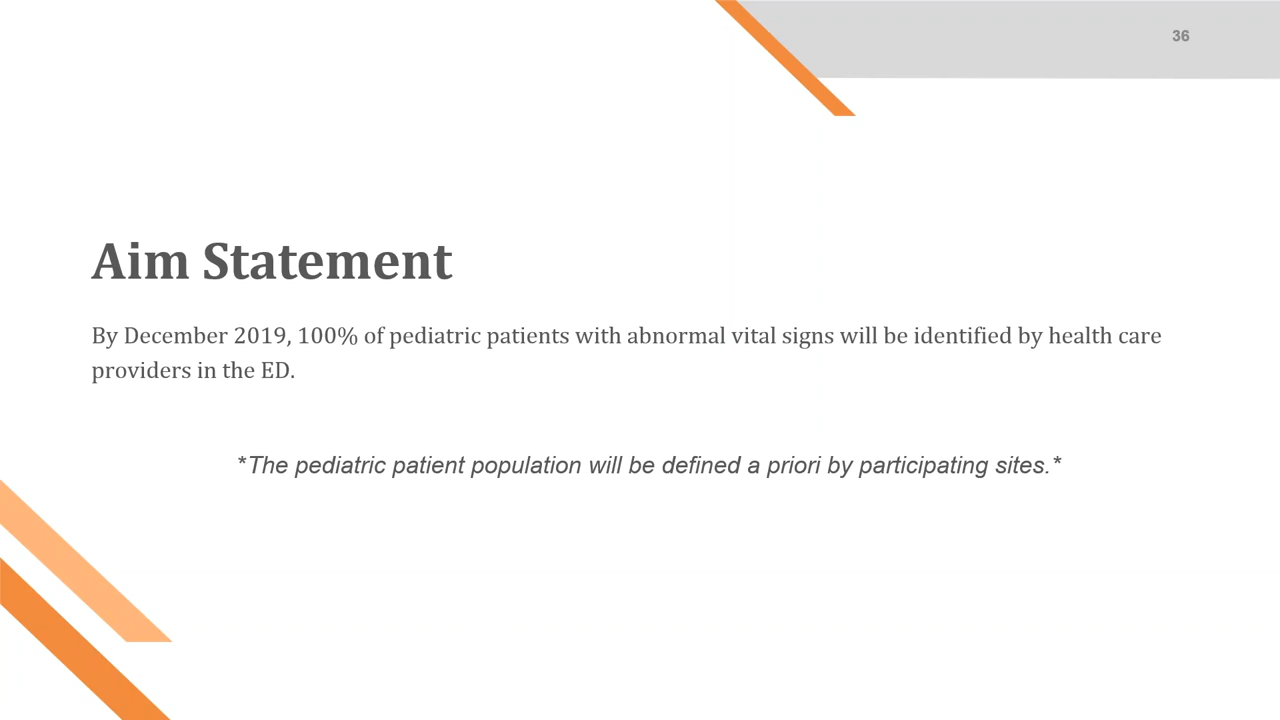 36
Aim Statement
By December 2019, 100% of pediatric patients with abnormal vital signs will be identified by health care
providers in the ED.
*The pediatric patient population will be defined a priori by participating sites.*